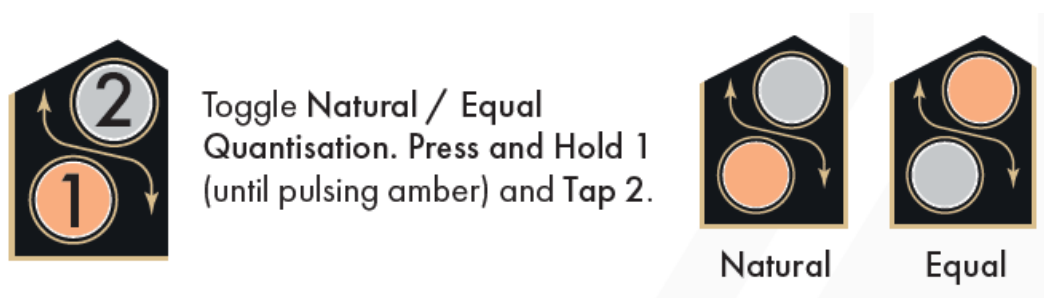 2
1
Toggle Natural / Equal
Quantisation. Press and Hold 1
(until pulsing amber) and Tap 2.
Natural
Equal